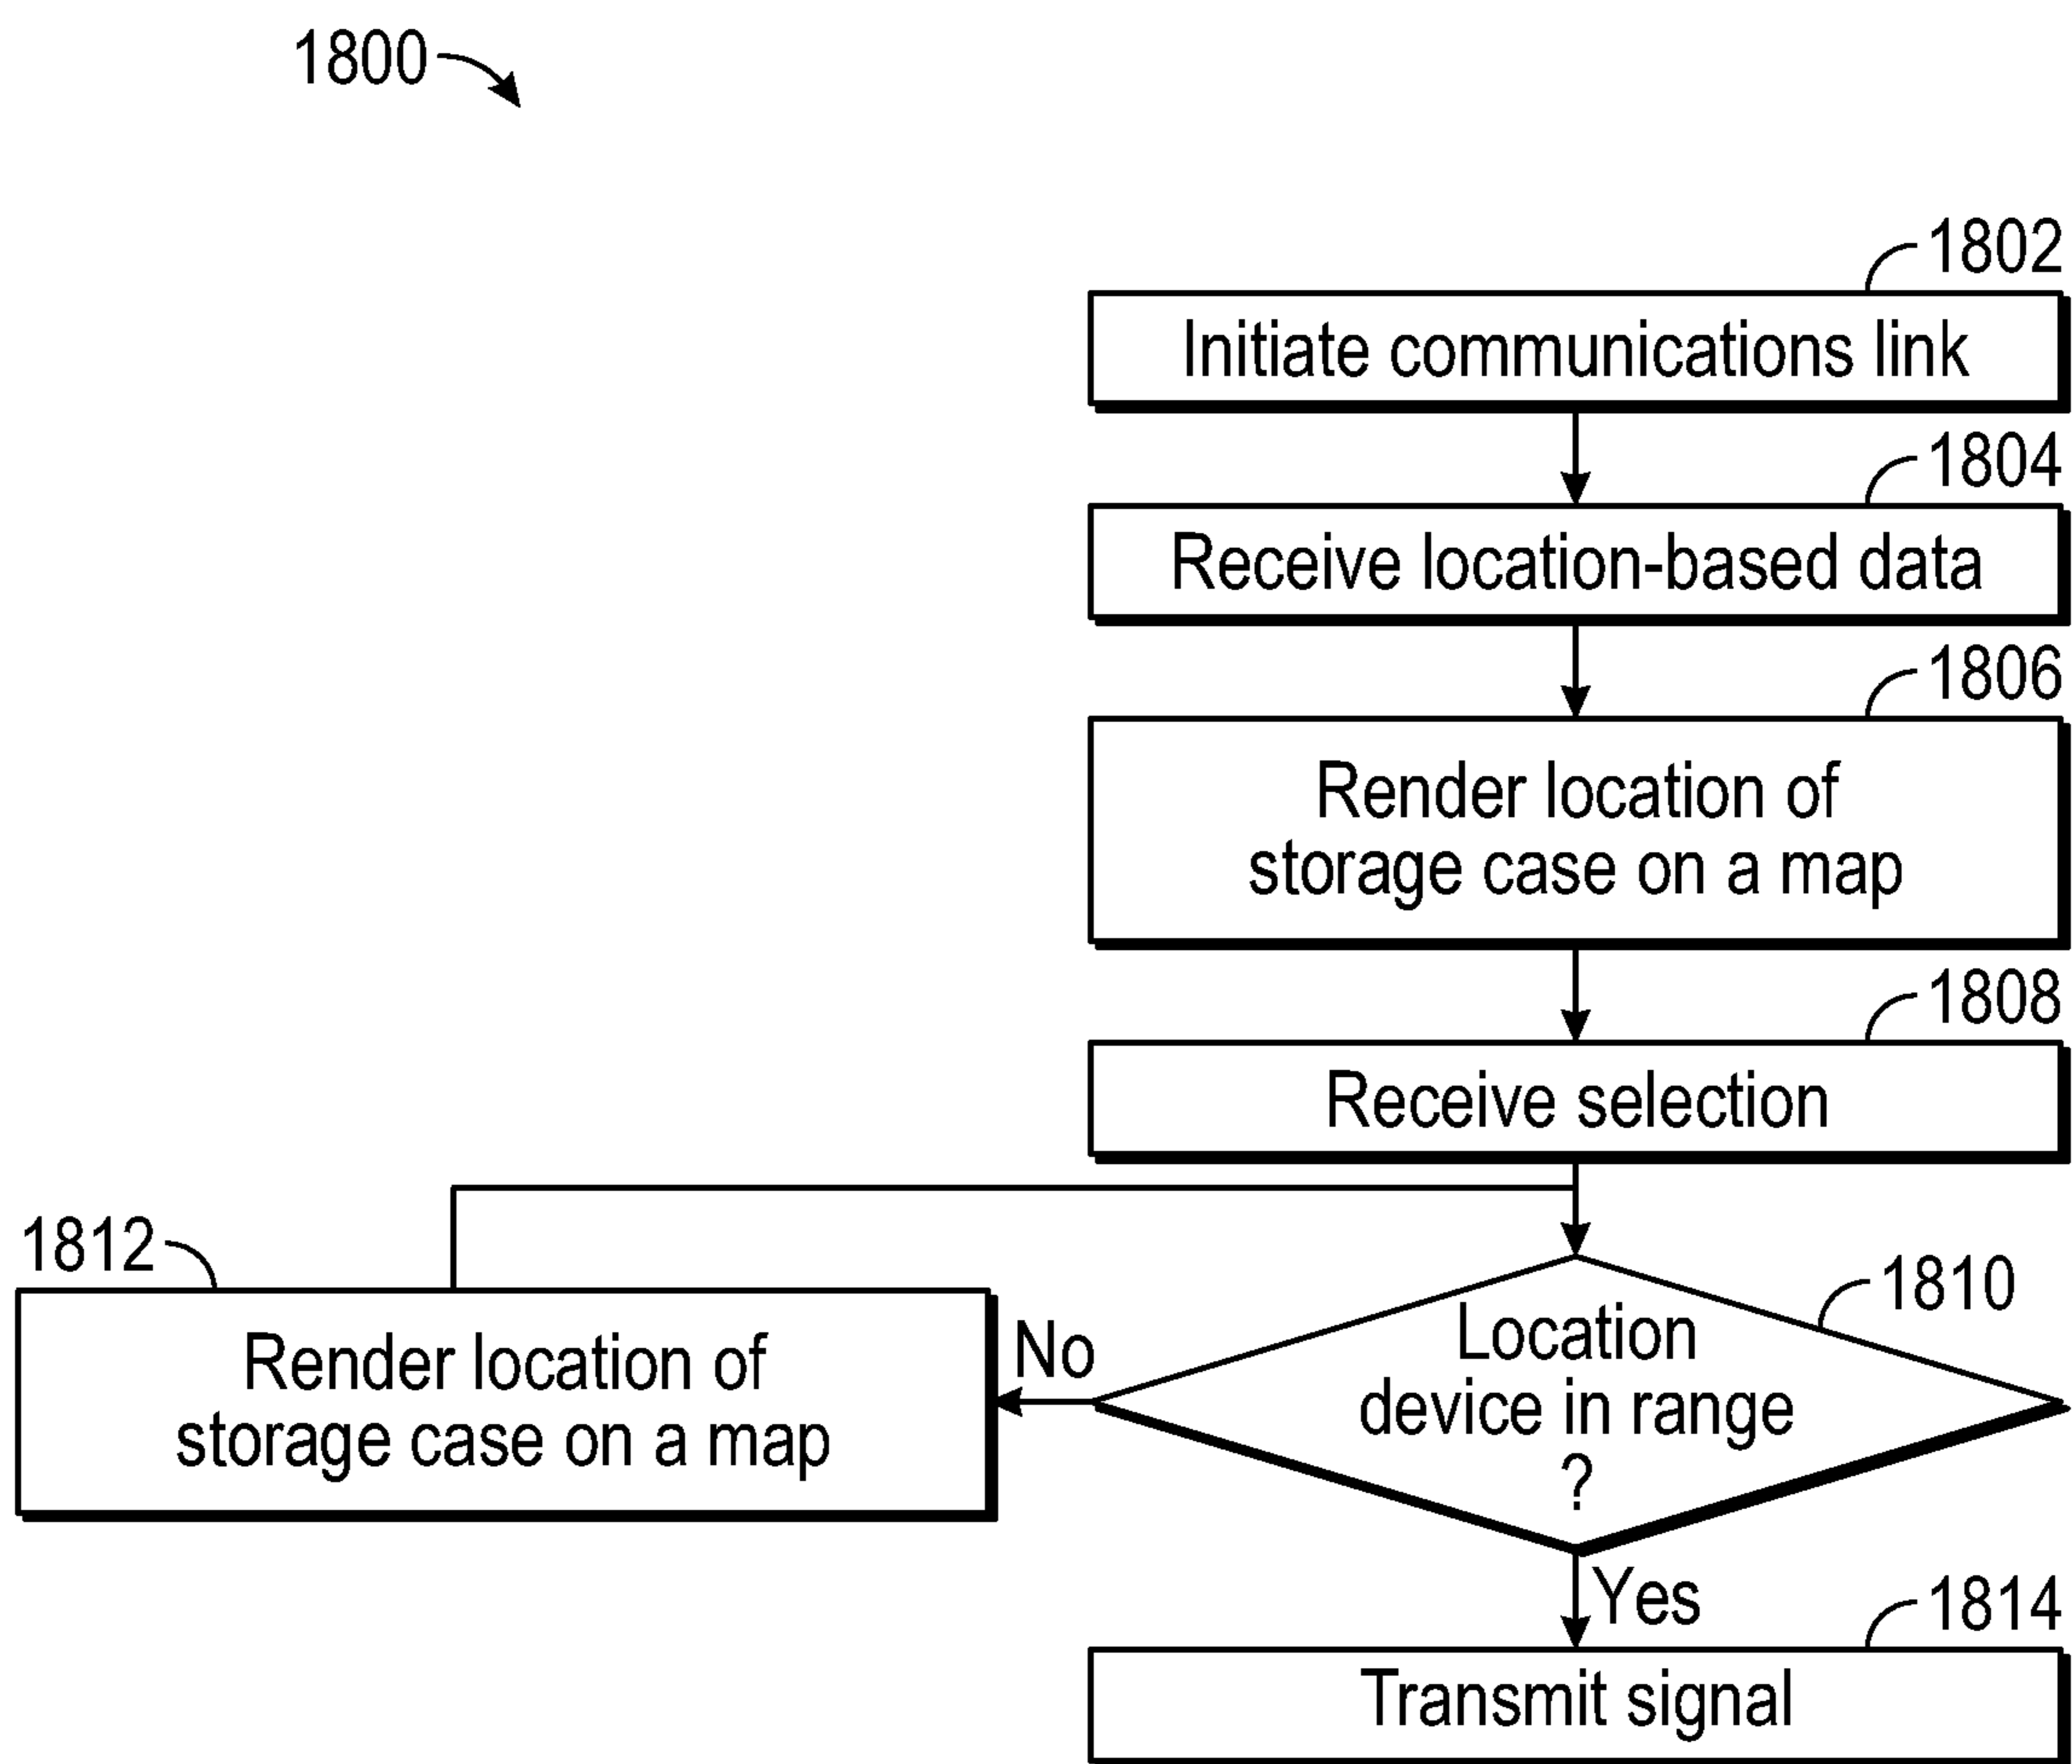 1800
1802
Initiate communications link
1804
Receive location-based data
1806
Render location of
storage case on a map
1808
Receive selection
1812
Render location of
storage case on a map
No
1810
Location
device in range
?
Yes
1814
Transmit signal